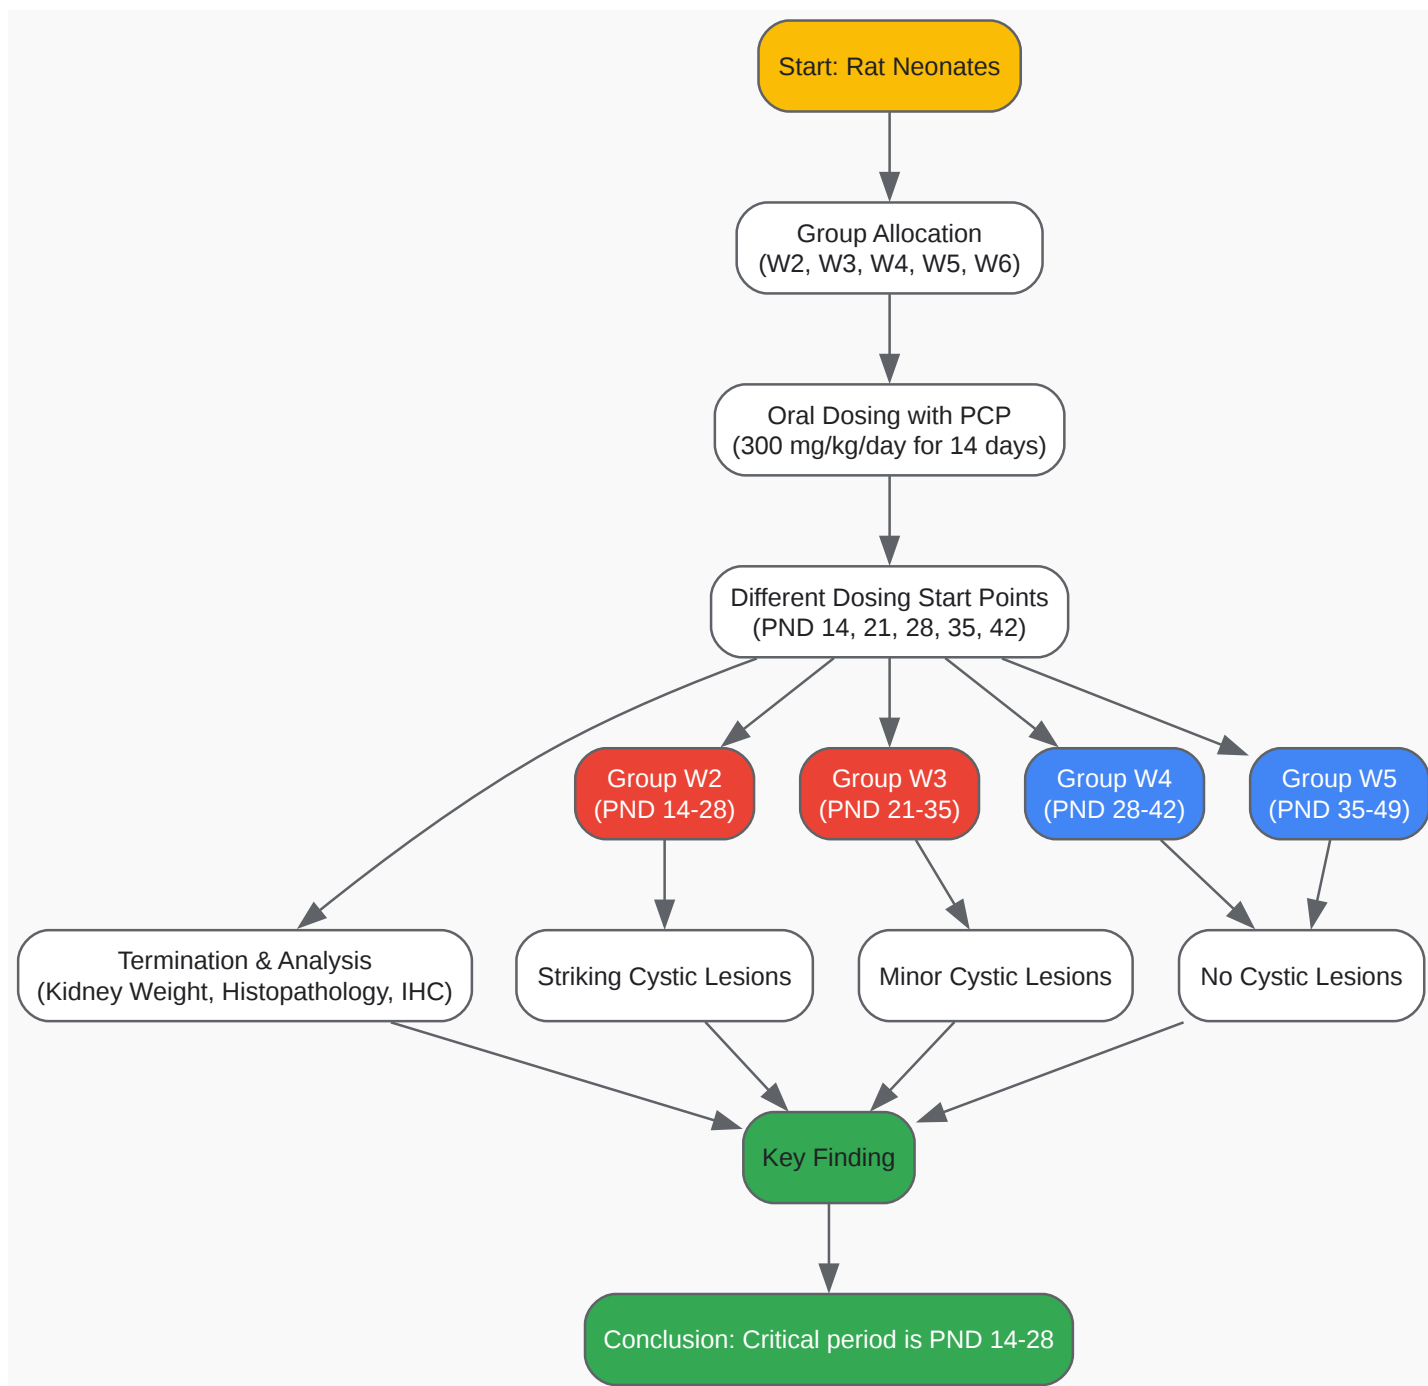 Start: Rat Neonates
Group Allocation
(W2, W3, W4, W5, W6)
Oral Dosing with PCP
(300 mg/kg/day for 14 days)
Different Dosing Start Points
(PND 14, 21, 28, 35, 42)
Group W2
(PND 14-28)
Group W3
(PND 21-35)
Group W4
(PND 28-42)
Group W5
(PND 35-49)
Termination & Analysis
(Kidney Weight, Histopathology, IHC)
Striking Cystic Lesions
Minor Cystic Lesions
No Cystic Lesions
Key Finding
Conclusion: Critical period is PND 14-28